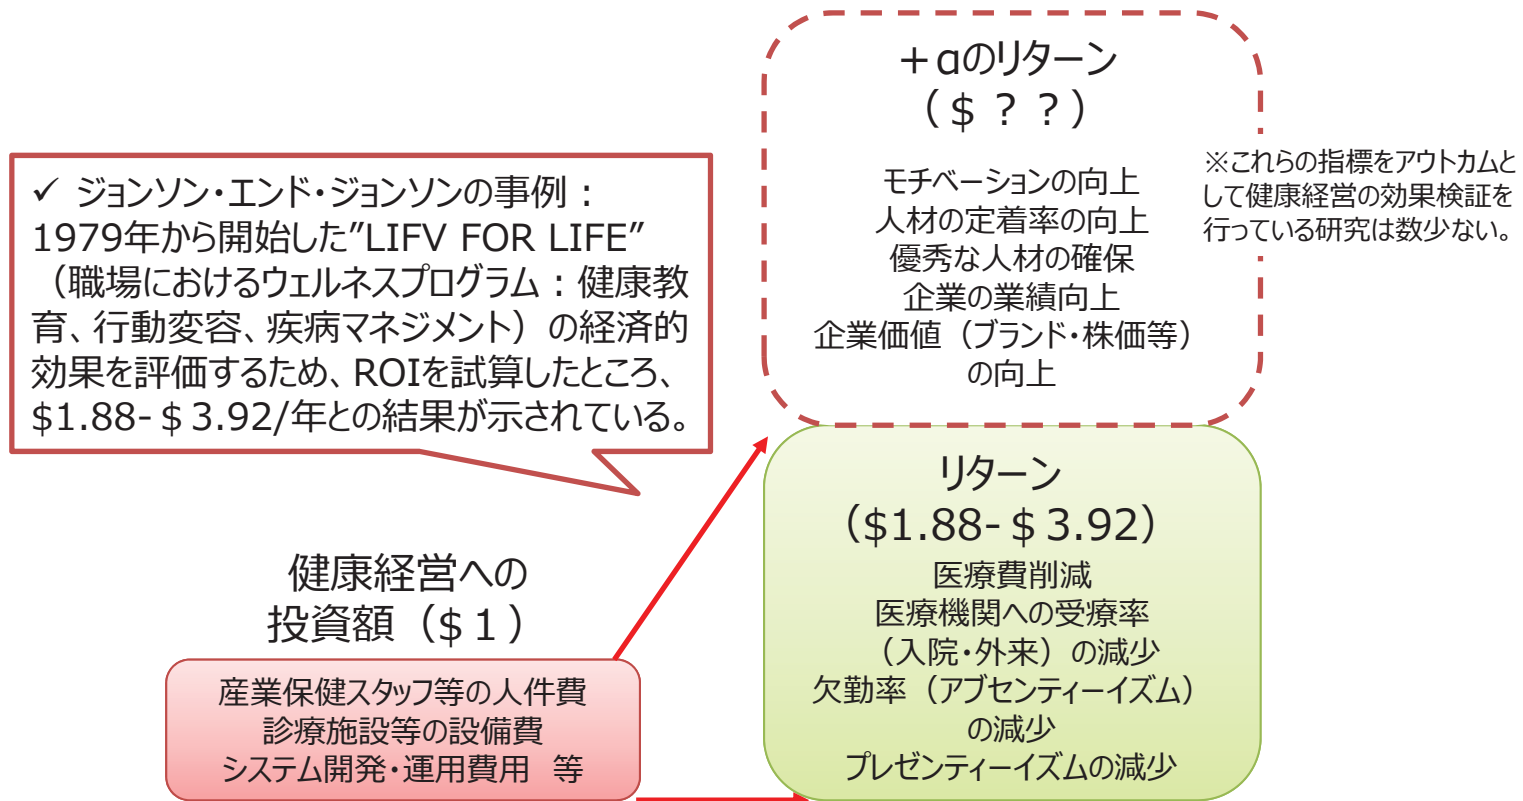 ＋αのリターン
（＄？？）
モチベーションの向上
人材の定着率の向上
優秀な人材の確保
企業の業績向上
企業価値（ブランド・株価等）
の向上
※これらの指標をアウトカムと
して健康経営の効果検証を
行っている研究は数少ない。
✓ ジョンソン・エンド・ジョンソンの事例：
1979年から開始した”LIFV FOR LIFE”
（職場におけるウェルネスプログラム：健康教
育、行動変容、疾病マネジメント）の経済的
効果を評価するため、ROIを試算したところ、
$1.88-＄3.92/年との結果が示されている。
リターン
（$1.88-＄3.92）
医療費削減
医療機関への受療率
（入院・外来）の減少
欠勤率（アブセンティーイズム）
の減少
プレゼンティーイズムの減少
健康経営への
投資額（＄１）
産業保健スタッフ等の人件費
診療施設等の設備費
システム開発・運用費用　等